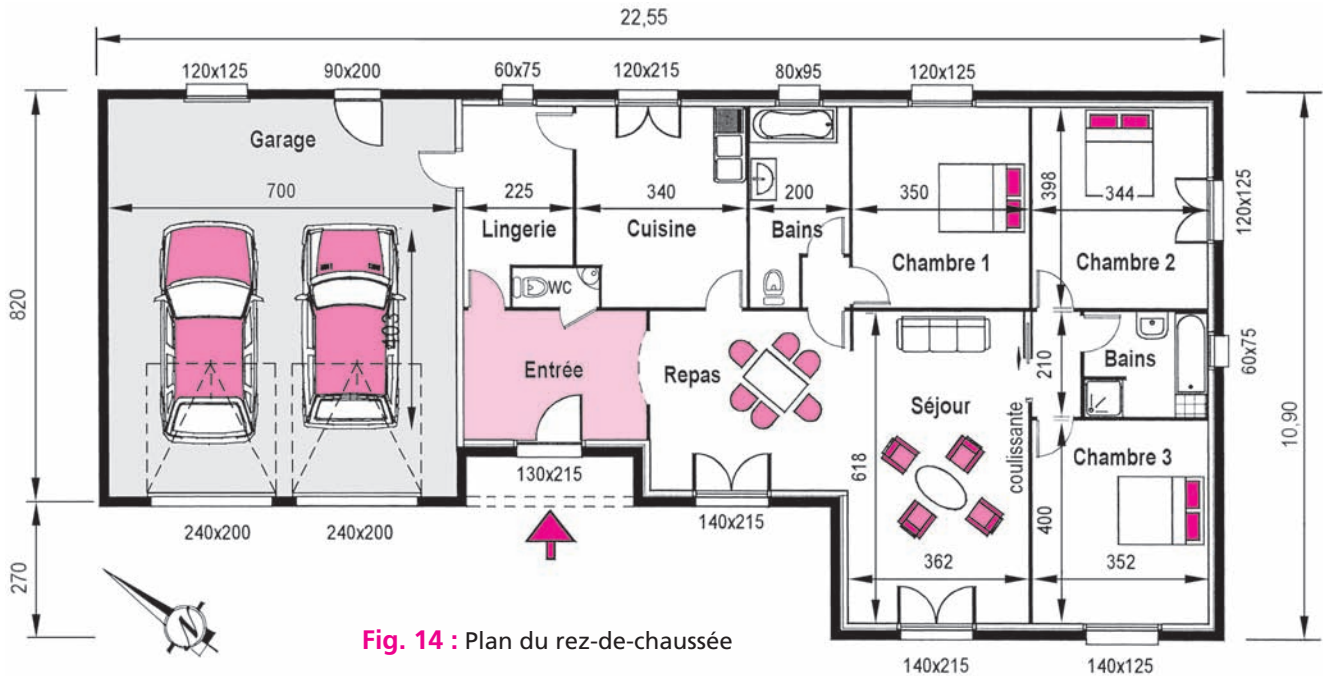 22,55
120x125 90x200 60x75 120x215 80x95 120x125
Garage
700 225 340 200 350 398 344
Lingerie Cuisine Bains
Chambre 1 Chambre 2
120x125
WC
820
403
Entrée Repas Séjour
210
Bains
60x75
coulissante
618
Chambre 3
10,90
130x215
400
362 352
240x200 240x200 140x215
270
N
140x215 140x125
Fig. 14 : Plan du rez-de-chaussée